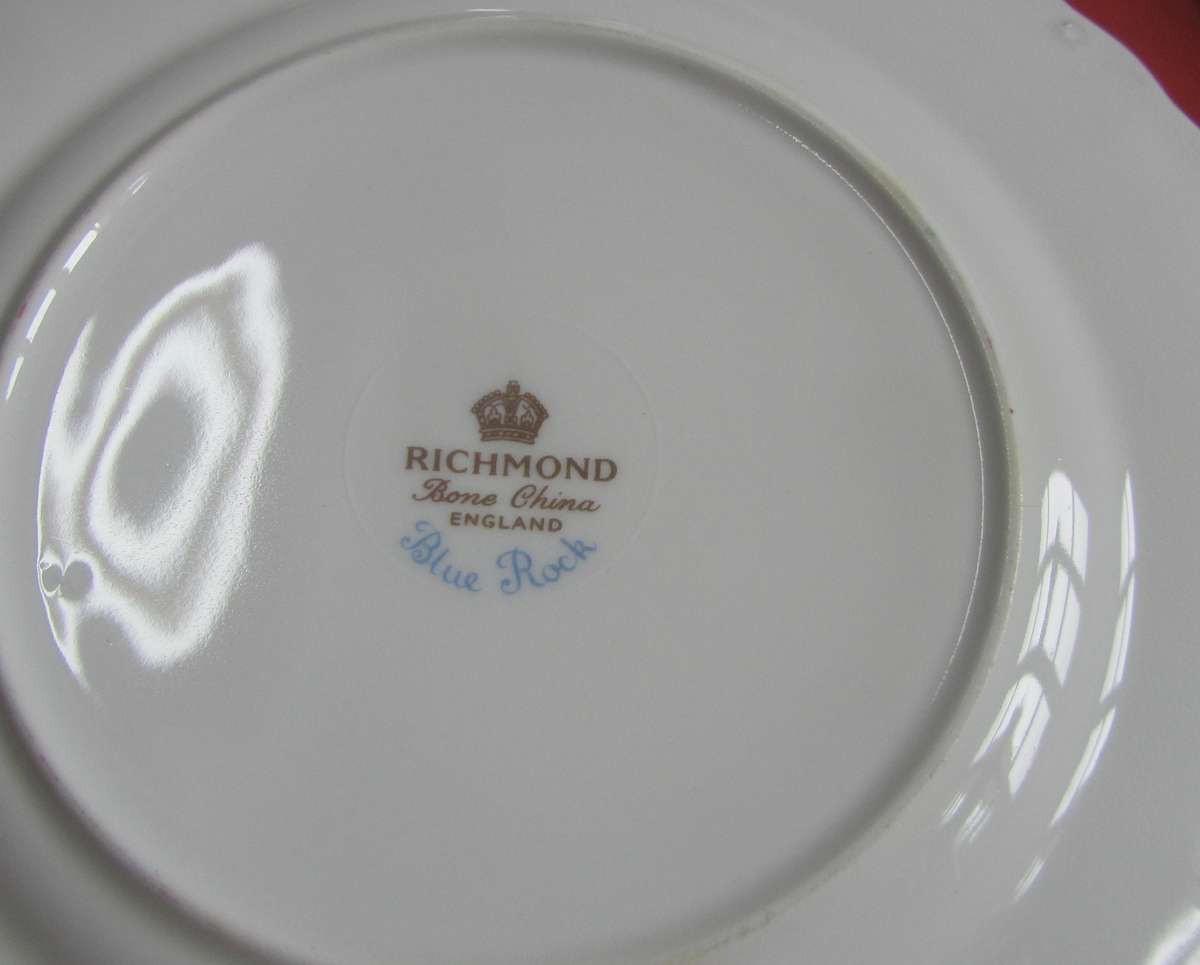 RICHMOND
Bone China
ENGLAND
Blue Rock